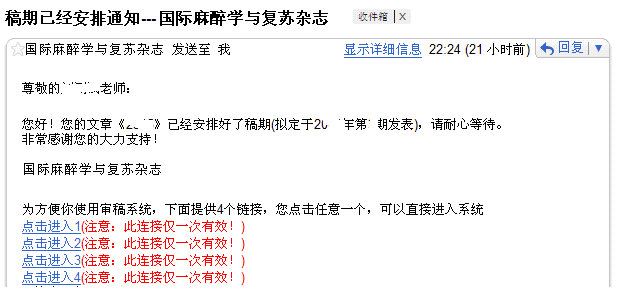 稿期已经安排通知---国际麻醉学与复苏杂志 收件箱 X
国际麻醉学与复苏杂志 发送至 我 显示详细信息 22:24 (21 小时前) 回复
尊敬的 老师:
您好!您的文章《2 》已经安排好了稿期(拟定于20 年第 期发表),请耐心等待。
非常感谢您的大力支持!
国际麻醉学与复苏杂志
为方便你使用审稿系统,下面提供4个链接,您点击任意一个,可以直接进入系统
点击进入1(注意:此连接仅一次有效!)
点击进入2(注意:此连接仅一次有效!)
点击进入3(注意:此连接仅一次有效!)
点击进入4(注意:此连接仅一次有效!)